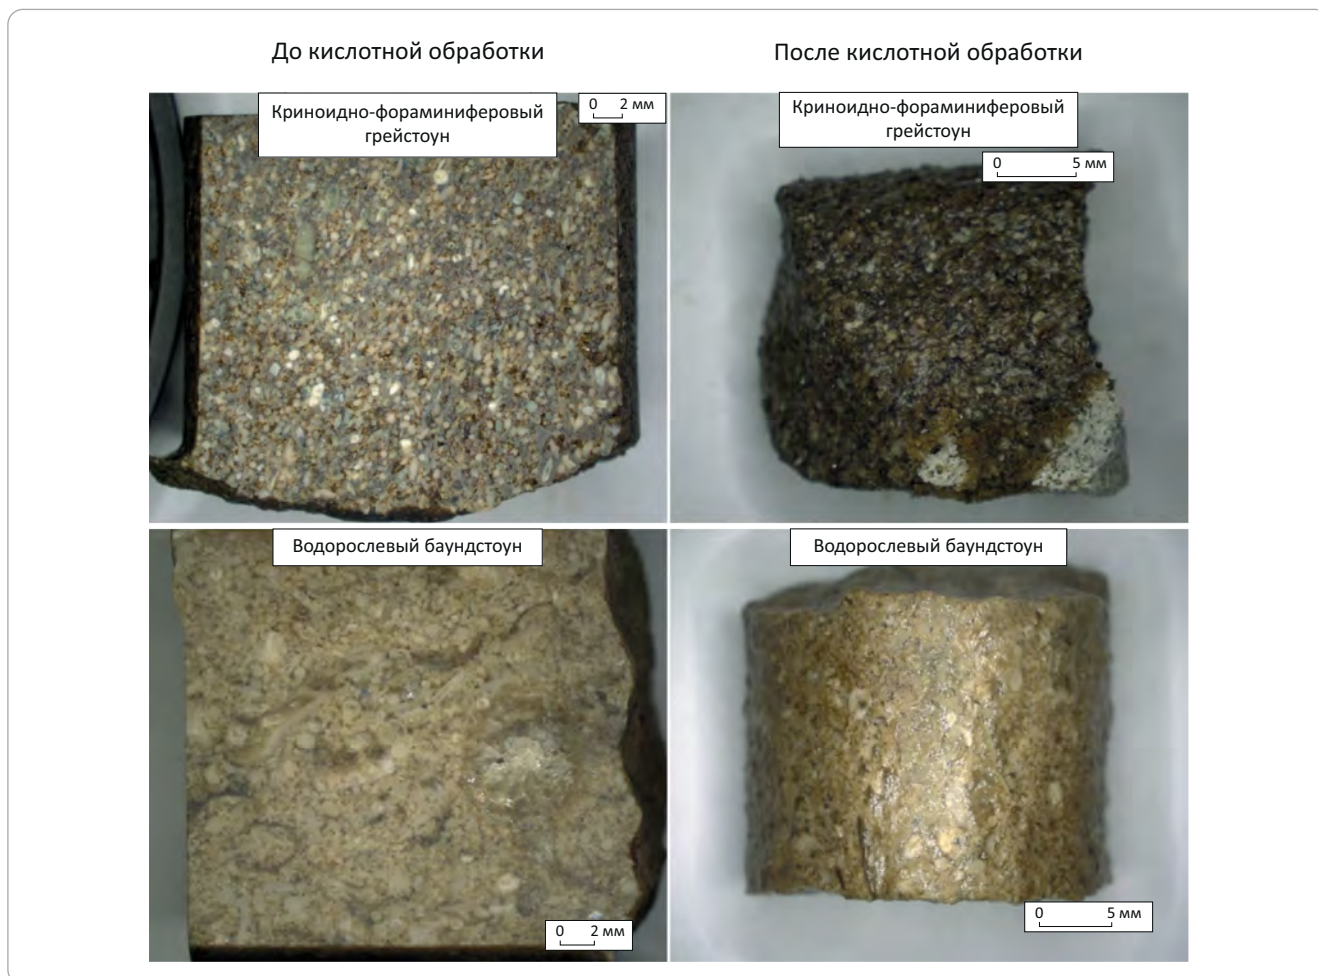 До кислотной обработки
После кислотной обработки
Криноидно-фораминиферовый
грейстоун
0 2 мм
Криноидно-фораминиферовый
грейстоун
0 5 мм
Водорослевый баундстоун
0 2 мм
Водорослевый баундстоун
0 5 мм